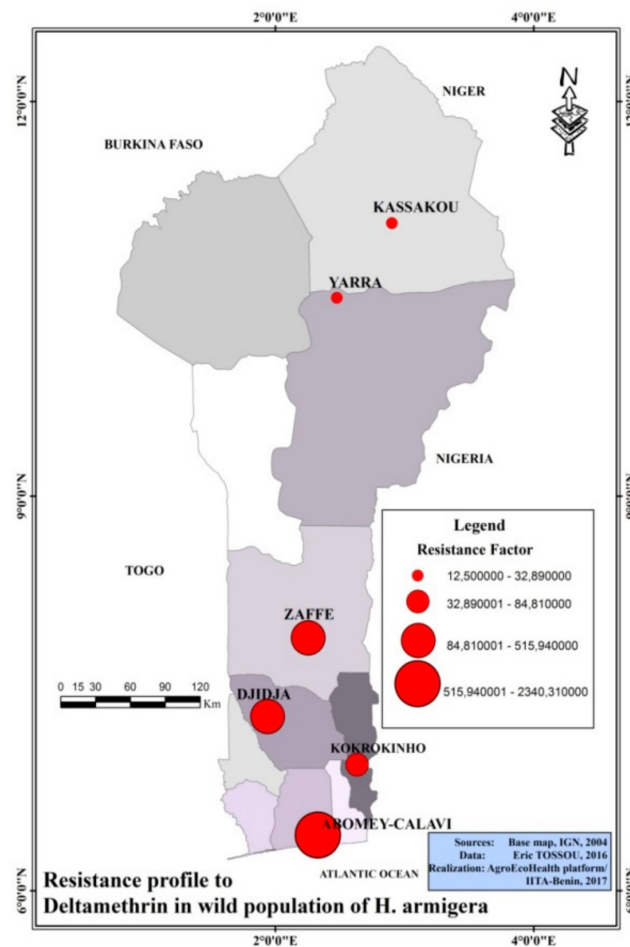 2°0'0"E 4°0'0"E
12°0'0"N 12°0'0"N
N
NIGER
BURKINA FASO
KASSAKOU
YARRA
NIGERIA
9°0'0"N 9°0'0"N
Legend
Resistance Factor
12,500000 - 32,890000
32,890001 - 84,810000
84,810001 - 515,940000
515,940001 - 2340,310000
TOGO
ZAFFE
0 15 30 60 90 120
Km
DJIDJA
KOKROKINHO
ABOMEY-CALAVI
Sources: Base map, IGN, 2004
Data: Eric TOSSOU, 2016
Realization: AgroEcoHealth platform/
IITA-Benin, 2017
ATLANTIC OCEAN
Resistance profile to
Deltamethrin in wild population of H. armigera
6°0'0"N 6°0'0"N
2°0'0"E 4°0'0"E